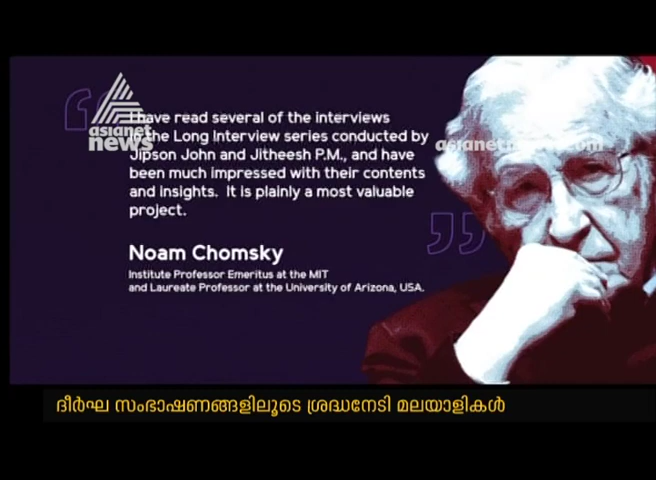 I have read several of the interviews
in the Long Interview series conducted by
Jipson John and Jitheesh P.M., and have
been much impressed with their contents
and insights. It is plainly a most valuable
project.
asianet
news
asianetnews.com
Noam Chomsky
Institute Professor Emeritus at the MIT
and Laureate Professor at the University of Arizona, USA.
ദീർഘ സംഭാഷണങ്ങളിലൂടെ ശ്രദ്ധനേടി മലയാളികൾ